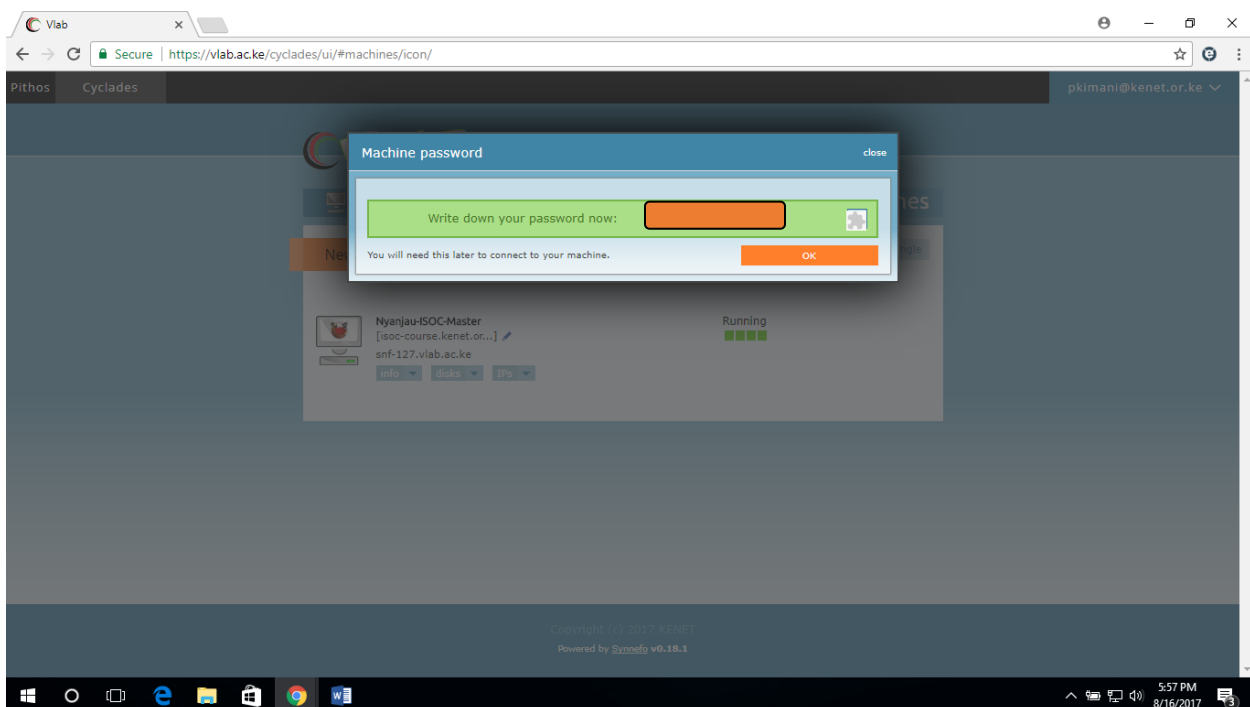 Vlab
Secure | https://vlab.ac.ke/cyclades/ui/#machines/icon/
Pithos Cyclades pkimani@kenet.or.ke
Machine password close
Write down your password now:
You will need this later to connect to your machine. OK
Nyanjau-ISOC-Master Running
[isoc-course.kenet.or...]
snf-127.vlab.ac.ke
info disks IPs
Copyright (c) 2017 KENET
Powered by Synnefo v0.18.1
5:57 PM
8/16/2017
3